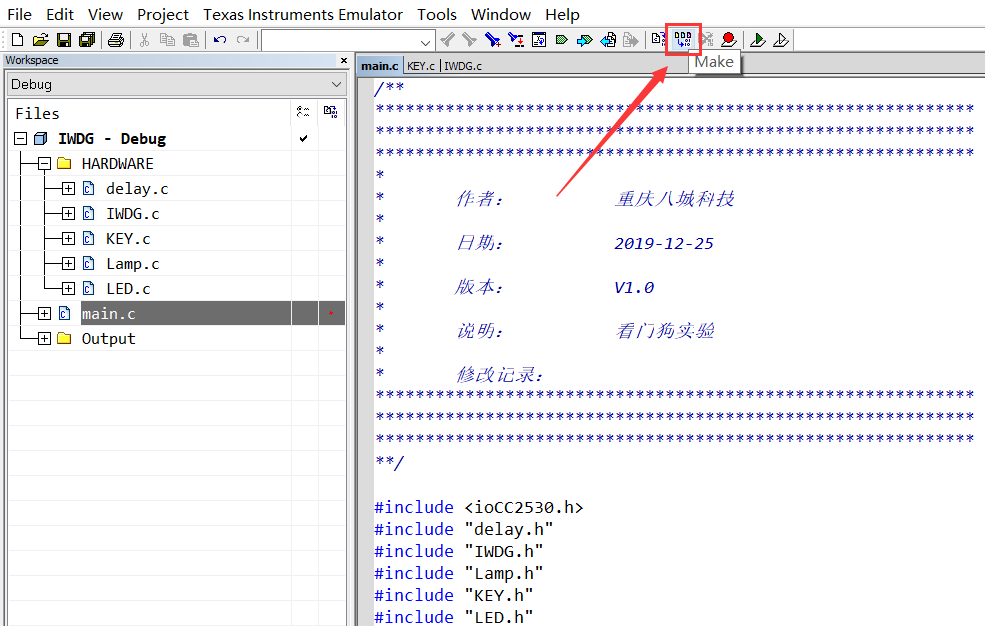 File Edit View Project Texas Instruments Emulator Tools Window Help
Workspace
Make
Debug
main.c KEY.c IWDG.c
Files
IWDG - Debug
HARDWARE
delay.c
IWDG.c
KEY.c
Lamp.c
LED.c
main.c
Output
/**
************************************************************
************************************************************
************************************************************
*
* 作者: 重庆八城科技
*
* 日期: 2019-12-25
*
* 版本: V1.0
*
* 说明: 看门狗实验
*
* 修改记录:
************************************************************
************************************************************
************************************************************
**/
#include <ioCC2530.h>
#include "delay.h"
#include "IWDG.h"
#include "Lamp.h"
#include "KEY.h"
#include "LED.h"